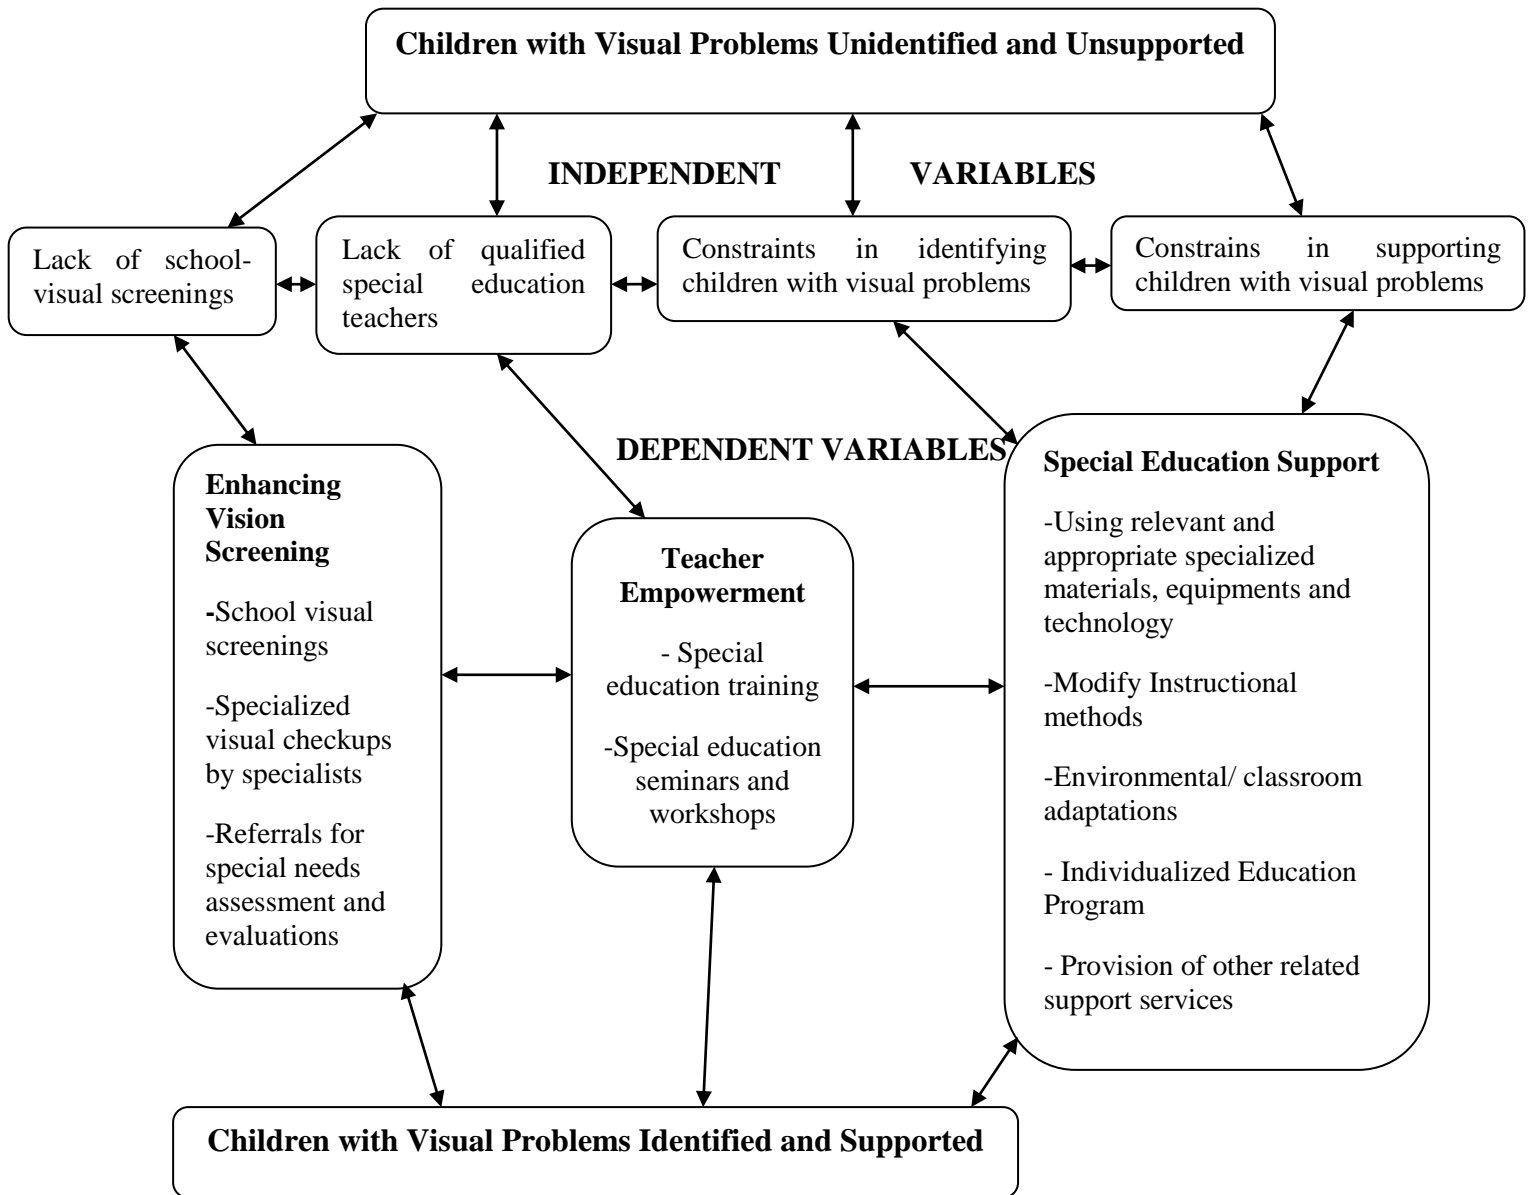 Children with Visual Problems Unidentified and Unsupported
INDEPENDENT VARIABLES
Lack of school-
visual screenings
Lack of qualified
special education
teachers
Constraints in identifying
children with visual problems
Constrains in supporting
children with visual problems
DEPENDENT VARIABLES
Enhancing
Vision
Screening
-School visual
screenings
-Specialized
visual checkups
by specialists
-Referrals for
special needs
assessment and
evaluations
Teacher
Empowerment
- Special
education training
-Special education
seminars and
workshops
Special Education Support
-Using relevant and
appropriate specialized
materials, equipments and
technology
-Modify Instructional
methods
-Environmental/ classroom
adaptations
- Individualized Education
Program
- Provision of other related
support services
Children with Visual Problems Identified and Supported